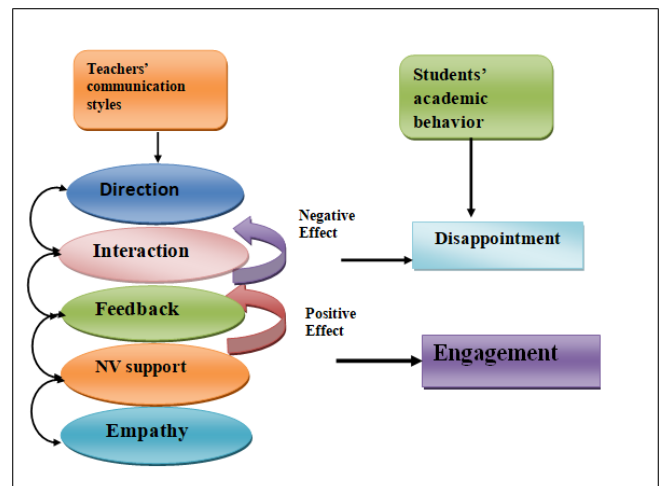 Teachers'
communication
styles
Students'
academic
behavior
Direction
Negative
Effect
Interaction
Disappointment
Feedback
Positive
Effect
NV support
Engagement
Empathy